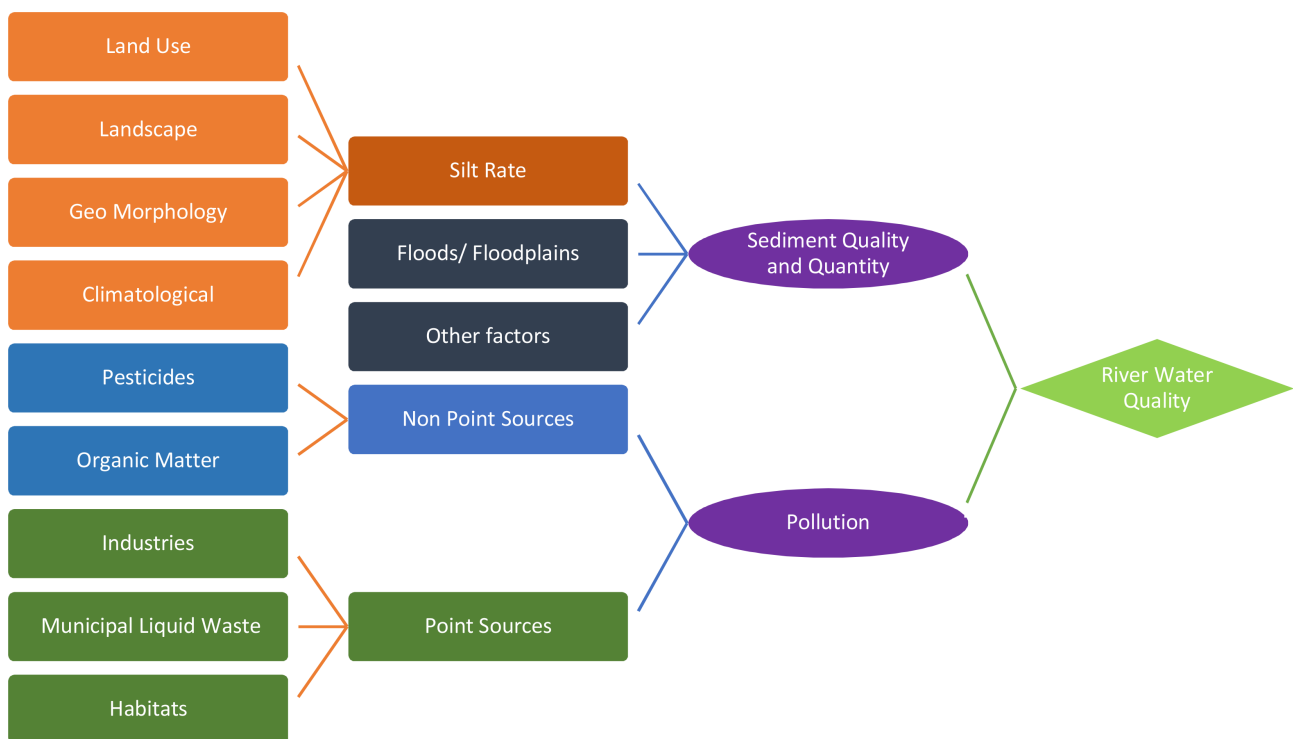 Land Use
Landscape
Geo Morphology
Climatological
Pesticides
Organic Matter
Industries
Municipal Liquid Waste
Habitats
Silt Rate
Floods/ Floodplains
Other factors
Non Point Sources
Point Sources
Sediment Quality
and Quantity
Pollution
River Water
Quality